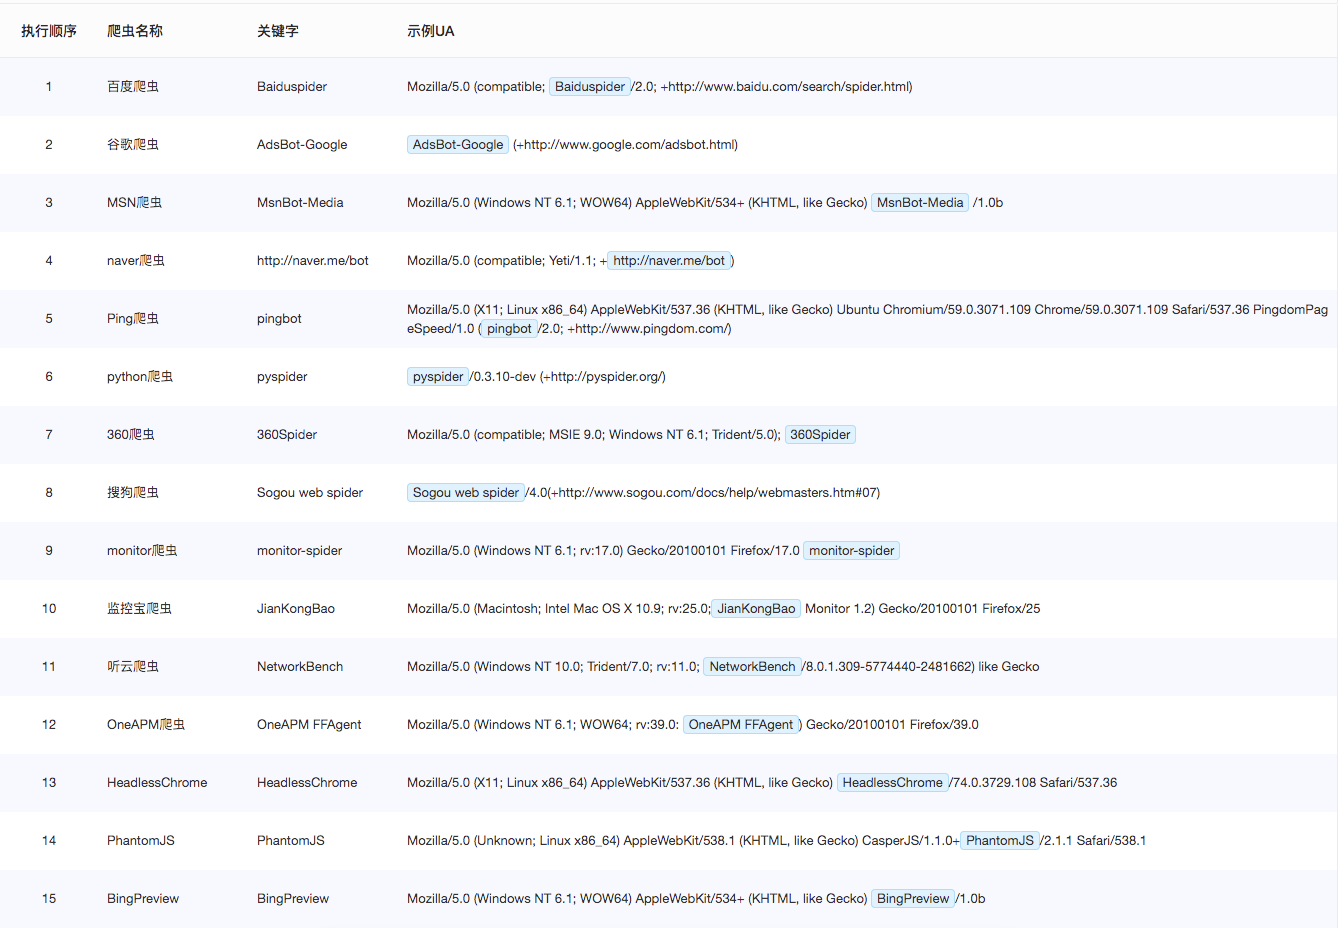 执行顺序 爬虫名称 关键字 示例UA
1 百度爬虫 Baiduspider Mozilla/5.0 (compatible; Baiduspider/2.0; +http://www.baidu.com/search/spider.html)
2 谷歌爬虫 AdsBot-Google AdsBot-Google (+http://www.google.com/adsbot.html)
3 MSN爬虫 MsnBot-Media Mozilla/5.0 (Windows NT 6.1; WOW64) AppleWebKit/534+ (KHTML, like Gecko) MsnBot-Media /1.0b
4 naver爬虫 http://naver.me/bot Mozilla/5.0 (compatible; Yeti/1.1; +http://naver.me/bot)
5 Ping爬虫 pingbot Mozilla/5.0 (X11; Linux x86_64) AppleWebKit/537.36 (KHTML, like Gecko) Ubuntu Chromium/59.0.3071.109 Chrome/59.0.3071.109 Safari/537.36 PingdomPag
eSpeed/1.0 (pingbot/2.0; +http://www.pingdom.com/)
6 python爬虫 pyspider pyspider/0.3.10-dev (+http://pyspider.org/)
7 360爬虫 360Spider Mozilla/5.0 (compatible; MSIE 9.0; Windows NT 6.1; Trident/5.0); 360Spider
8 搜狗爬虫 Sogou web spider Sogou web spider/4.0(+http://www.sogou.com/docs/help/webmasters.htm#07)
9 monitor爬虫 monitor-spider Mozilla/5.0 (Windows NT 6.1; rv:17.0) Gecko/20100101 Firefox/17.0 monitor-spider
10 监控宝爬虫 JianKongBao Mozilla/5.0 (Macintosh; Intel Mac OS X 10.9; rv:25.0;JianKongBao Monitor 1.2) Gecko/20100101 Firefox/25
11 听云爬虫 NetworkBench Mozilla/5.0 (Windows NT 10.0; Trident/7.0; rv:11.0; NetworkBench/8.0.1.309-5774440-2481662) like Gecko
12 OneAPM爬虫 OneAPM FFAgent Mozilla/5.0 (Windows NT 6.1; WOW64; rv:39.0: OneAPM FFAgent) Gecko/20100101 Firefox/39.0
13 HeadlessChrome HeadlessChrome Mozilla/5.0 (X11; Linux x86_64) AppleWebKit/537.36 (KHTML, like Gecko) HeadlessChrome/74.0.3729.108 Safari/537.36
14 PhantomJS PhantomJS Mozilla/5.0 (Unknown; Linux x86_64) AppleWebKit/538.1 (KHTML, like Gecko) CasperJS/1.1.0+PhantomJS/2.1.1 Safari/538.1
15 BingPreview BingPreview Mozilla/5.0 (Windows NT 6.1; WOW64) AppleWebKit/534+ (KHTML, like Gecko) BingPreview/1.0b